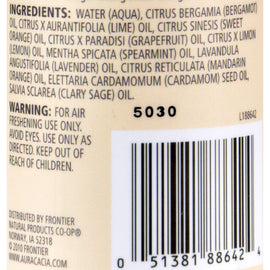 INGREDIENTS: WATER (AQUA), CITRUS BERGAMIA (BERGAMOT)
OIL, CITRUS X AURANTIFOLIA (LIME) OIL, CITRUS SINESIS (SWEET
ORANGE) OIL, CITRUS X PARADISI (GRAPEFRUIT) OIL, CITRUS LIMON
(LEMON) OIL, MENTHA SPICATA (SPEARMINT) OIL, LAVANDULA
ANGUSTIFOLIA (LAVENDER) OIL, CITRUS RETICULATA (MANDARIN
ORANGE) OIL, ELETTARIA CARDAMOMUM (CARDAMOM) SEED OIL,
SALVIA SCLAREA (CLARY SAGE) OIL.
WARNING: FOR AIR
FRESHENING USE ONLY.
AVOID EYES. USE ONLY AS
DIRECTED. KEEP OUT OF
REACH OF CHILDREN.
5030
L188642
DISTRIBUTED BY FRONTIER
NATURAL PRODUCTS CO-OP®
NORWAY, IA 52318
© 2010 FRONTIER
WWW.AURACACIA.COM
0 51381 88642 4